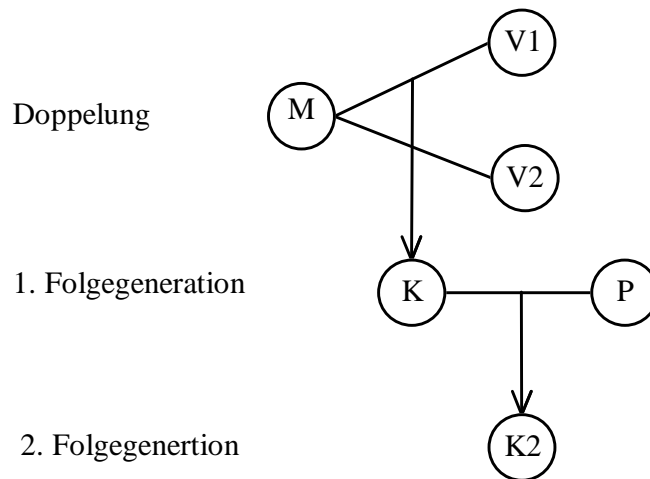 V1
Doppelung M
V2
1. Folgegeneration K P
2. Folgegenertion K2